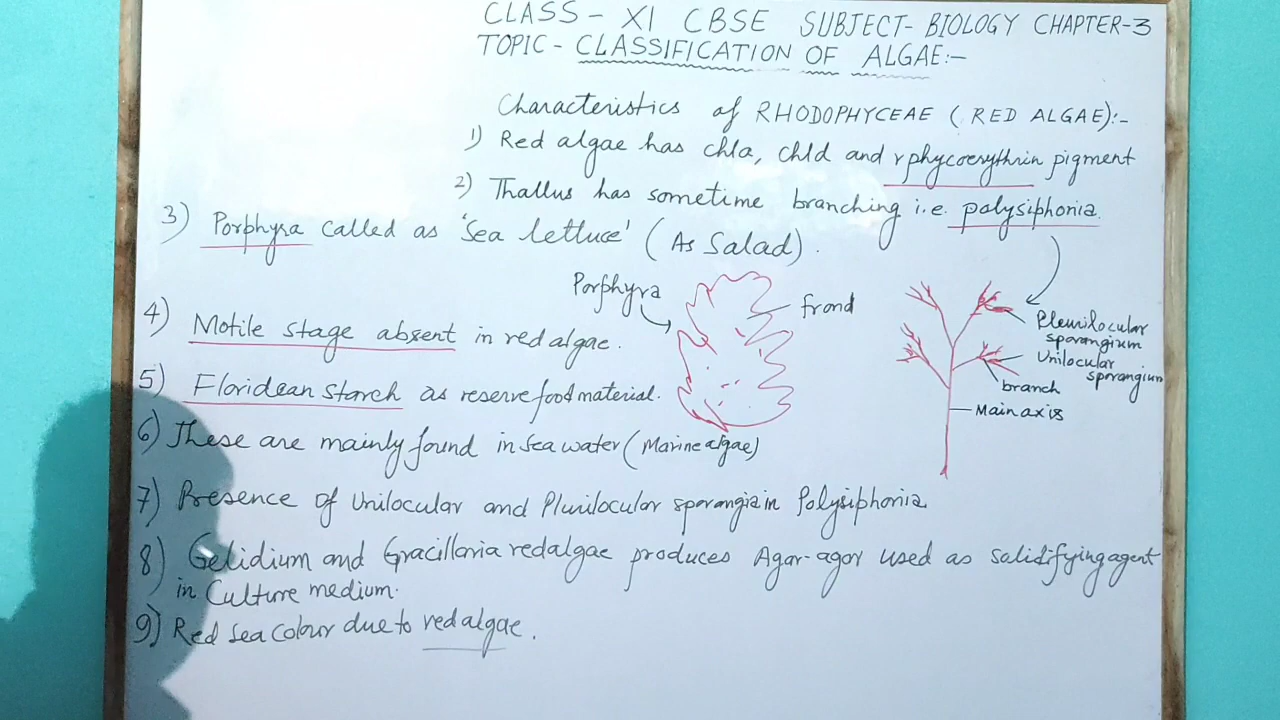 CLASS - XI CBSE SUBJECT- BIOLOGY CHAPTER-3
TOPIC - CLASSIFICATION OF ALGAE:-
Characteristics of RHODOPHYCEAE (RED ALGAE):-
1) Red algae has chla, chld and rphycoerythrin pigment
2) Thallus has sometime branching i.e. polysiphonia.
3) Porphyra called as 'Sea lettuce' (As Salad).
Porphyra
frond
4) Motile stage absent in red algae.
Pleurilocular
sporangium
Unilocular
sporangium
branch
Main axis
5) Floridean starch as reserve food material.
6) These are mainly found in sea water (Marine algae)
7) Presence of Unilocular and Plurilocular sporangia in Polysiphonia
8) Gelidium and Gracillaria red algae produces Agar-agar used as salidifying agent
in Culture medium.
9) Red sea colour due to red algae.